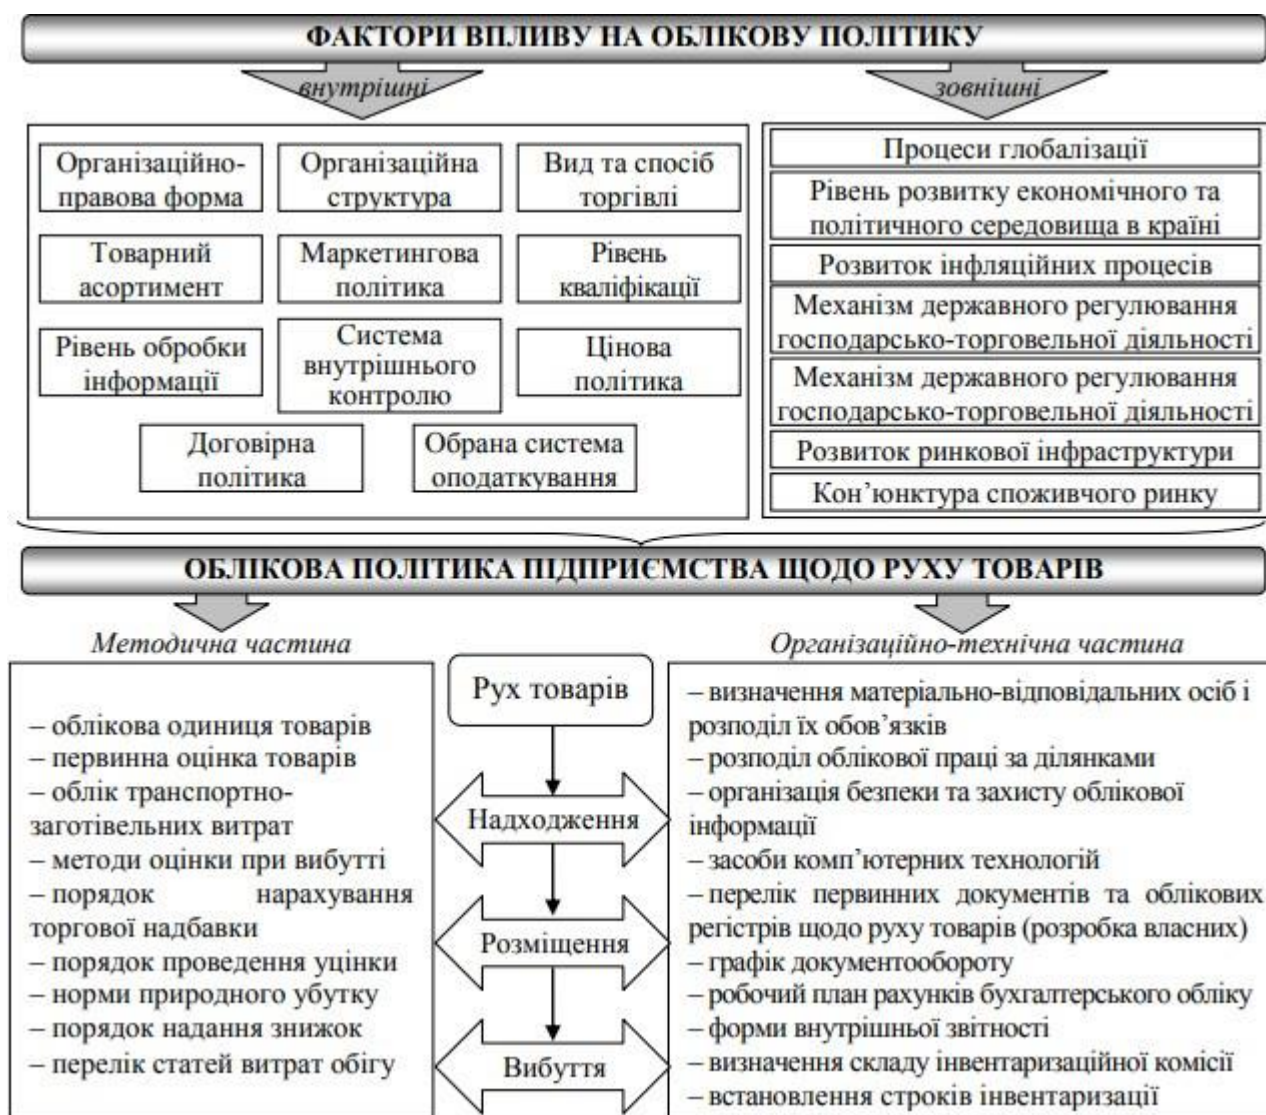 ФАКТОРИ ВПЛИВУ НА ОБЛІКОВУ ПОЛІТИКУ
внутрішні
зовнішні
Організаційно-
правова форма
Організаційна
структура
Вид та спосіб
торгівлі
Товарний
асортимент
Маркетингова
політика
Рівень
кваліфікації
Рівень обробки
інформації
Система
внутрішнього
контролю
Цінова
політика
Договірна
політика
Обрана система
оподаткування
Процеси глобалізації
Рівень розвитку економічного та
політичного середовища в країні
Розвиток інфляційних процесів
Механізм державного регулювання
господарсько-торговельної діяльності
Механізм державного регулювання
господарсько-торговельної діяльності
Розвиток ринкової інфраструктури
Кон’юнктура споживчого ринку
ОБЛІКОВА ПОЛІТИКА ПІДПРИЄМСТВА ЩОДО РУХУ ТОВАРІВ
Методична частина
– облікова одиниця товарів
– первинна оцінка товарів
– облік транспортно-
заготівельних витрат
– методи оцінки при вибутті
– порядок нарахування
торгової надбавки
– порядок проведення уцінки
– норми природного убутку
– порядок надання знижок
– перелік статей витрат обігу
Рух товарів
Надходження
Розміщення
Вибуття
Організаційно-технічна частина
– визначення матеріально-відповідальних осіб і
розподіл їх обов’язків
– розподіл облікової праці за ділянками
– організація безпеки та захисту облікової
інформації
– засоби комп’ютерних технологій
– перелік первинних документів та облікових
регістрів щодо руху товарів (розробка власних)
– графік документообороту
– робочий план рахунків бухгалтерського обліку
– форми внутрішньої звітності
– визначення складу інвентаризаційної комісії
– встановлення строків інвентаризації